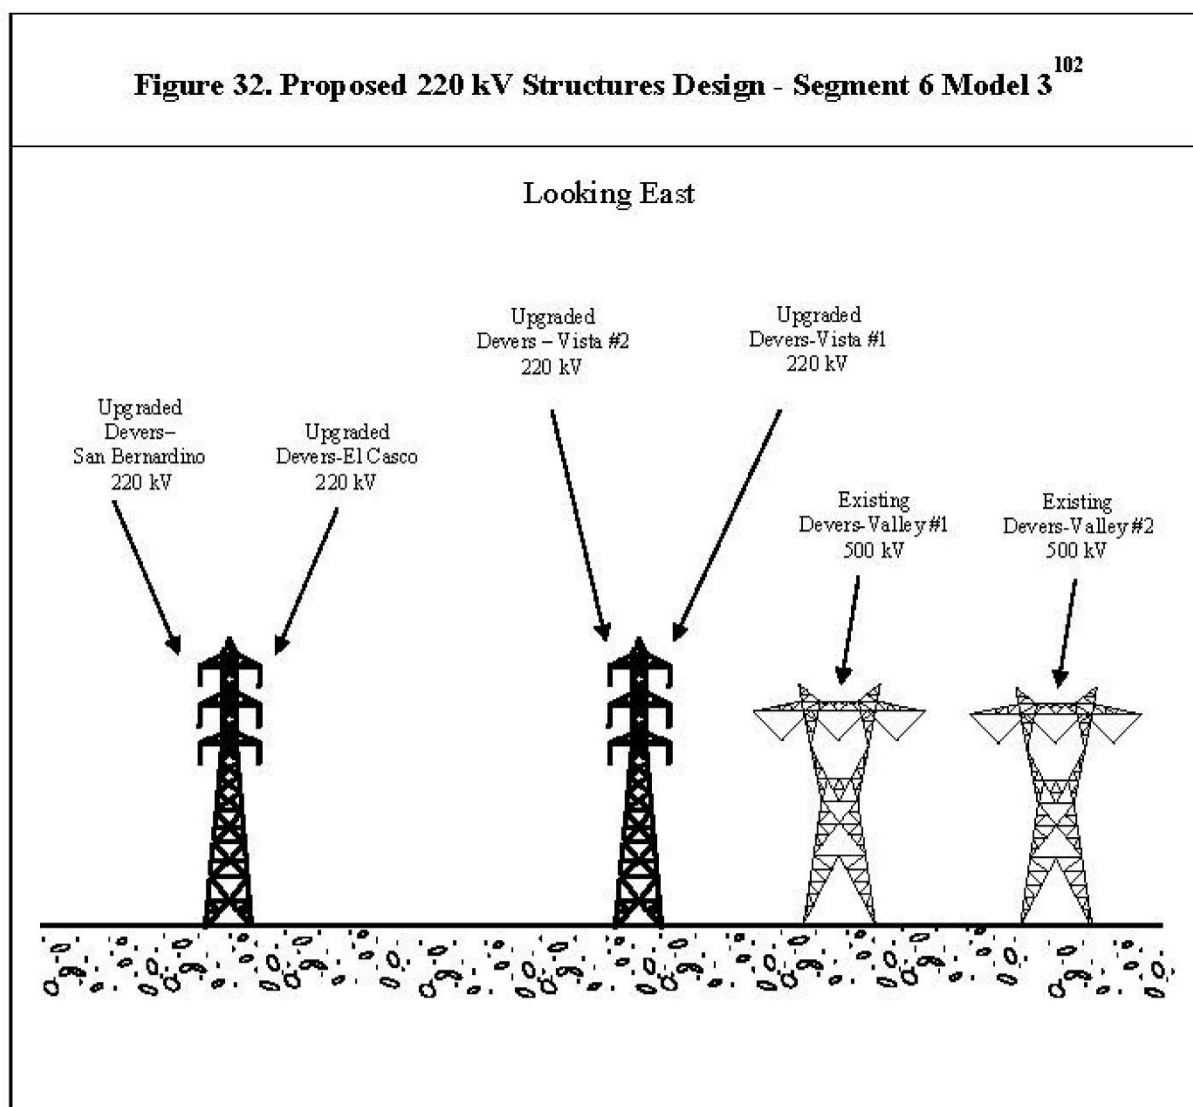 Figure 32. Proposed 220 kV Structures Design - Segment 6 Model 3102
Looking East
Upgraded
Devers – Vista #2
220 kV
Upgraded
Devers-Vista #1
220 kV
Upgraded
Devers–
San Bernardino
220 kV
Upgraded
Devers-El Casco
220 kV
Existing
Devers-Valley #1
500 kV
Existing
Devers-Valley #2
500 kV